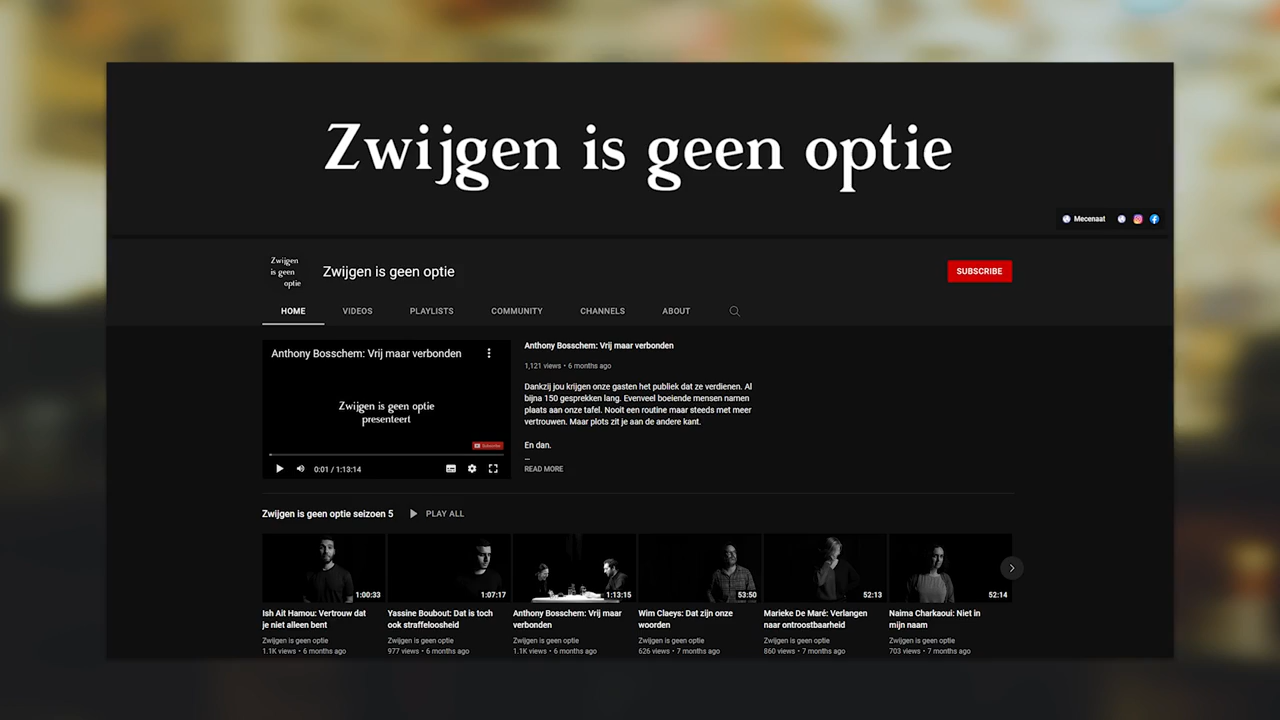 Zwijgen is geen optie
Mecenaat
Zwijgen
is geen
optie
Zwijgen is geen optie
SUBSCRIBE
HOME VIDEOS PLAYLISTS COMMUNITY CHANNELS ABOUT
Anthony Bosschem: Vrij maar verbonden
Zwijgen is geen optie
presenteert
Subscribe
0:01 / 1:13:14
Anthony Bosschem: Vrij maar verbonden
1,121 views • 6 months ago
Dankzij jou krijgen onze gasten het publiek dat ze verdienen. Al
bijna 150 gesprekken lang. Evenveel boeiende mensen namen
plaats aan onze tafel. Nooit een routine maar steeds met meer
vertrouwen. Maar plots zit je aan de andere kant.
En dan.
...
READ MORE
Zwijgen is geen optie seizoen 5 PLAY ALL
1:00:33
Ish Ait Hamou: Vertrouw dat
je niet alleen bent
Zwijgen is geen optie
1.1K views • 6 months ago
1:07:17
Yassine Boubout: Dat is toch
ook straffeloosheid
Zwijgen is geen optie
977 views • 6 months ago
1:13:15
Anthony Bosschem: Vrij maar
verbonden
Zwijgen is geen optie
1.1K views • 6 months ago
53:50
Wim Claeys: Dat zijn onze
woorden
Zwijgen is geen optie
626 views • 7 months ago
52:13
Marieke De Maré: Verlangen
naar ontroostbaarheid
Zwijgen is geen optie
860 views • 7 months ago
52:14
Naima Charkaoui: Niet in
mijn naam
Zwijgen is geen optie
703 views • 7 months ago